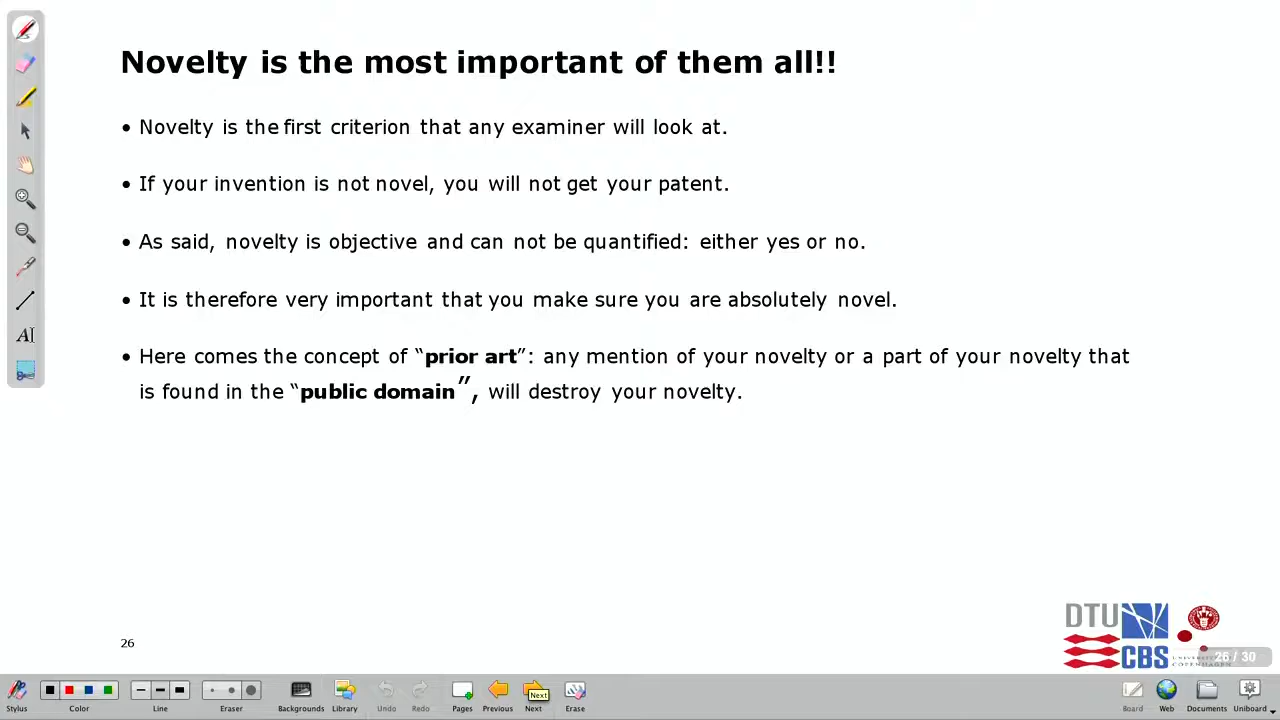 Novelty is the most important of them all!!
• Novelty is the first criterion that any examiner will look at.
• If your invention is not novel, you will not get your patent.
• As said, novelty is objective and can not be quantified: either yes or no.
• It is therefore very important that you make sure you are absolutely novel.
• Here comes the concept of “prior art”: any mention of your novelty or a part of your novelty that
is found in the “public domain”, will destroy your novelty.
DTU
CBS
26
26 / 30
Next
Stylus Color Line Eraser Backgrounds Library Undo Redo Pages Previous Next Erase Board Web Documents Uniboard